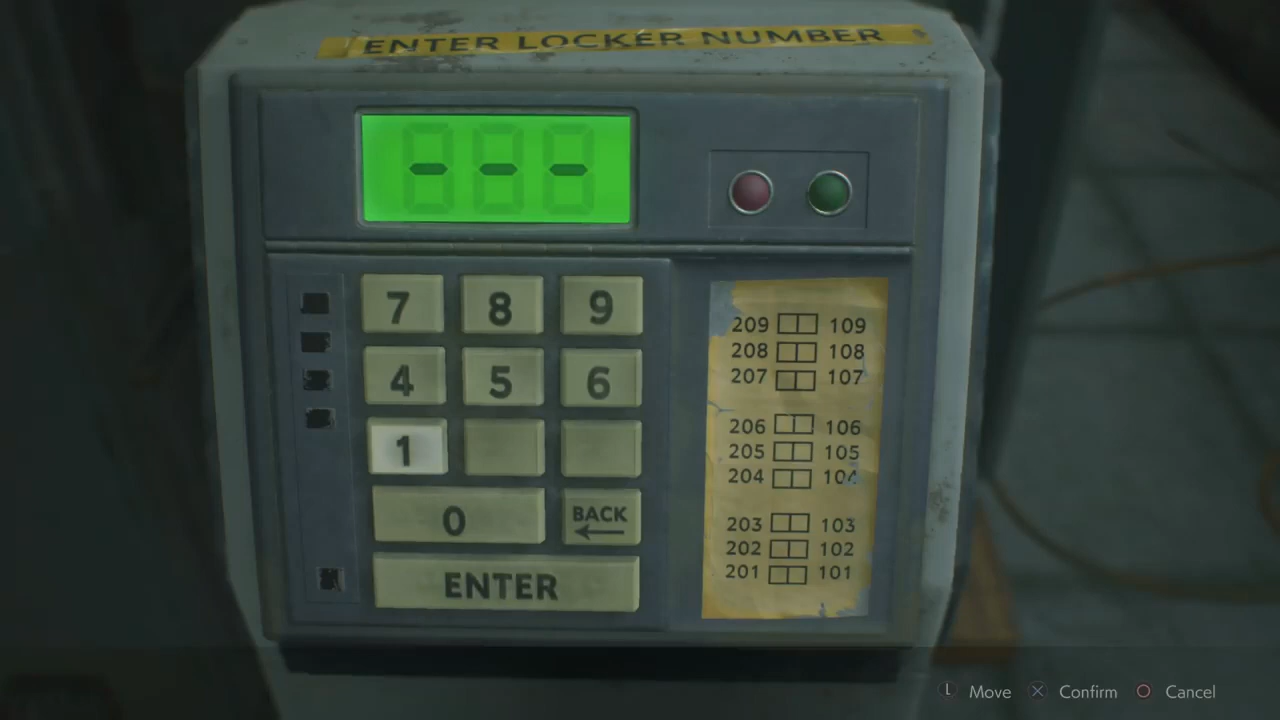 ENTER LOCKER NUMBER
7 8 9
4 5 6
1
0 BACK
ENTER
209 109
208 108
207 107
206 106
205 105
204 104
203 103
202 102
201 101
L Move X Confirm O Cancel